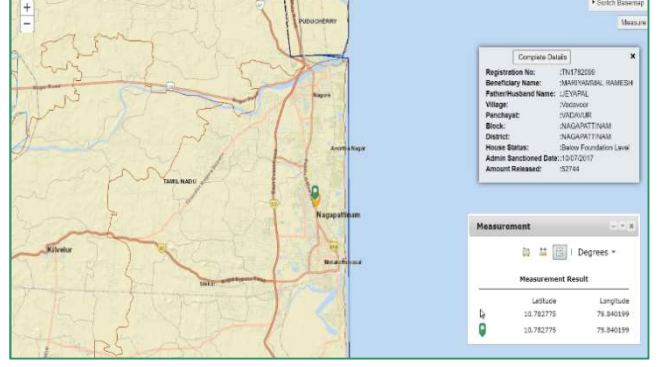 Switch Basemap
Measure
PUDUCHERRY
Nagore
TAMIL NADU
Nagapattinam
Kilvelur
Sikkal
Complete Details
x
Registration No: :TN1782099
Beneficiary Name: :MARIYAMMAL RAMESH
Father/Husband Name: :JEYAPAL
Village: :Vadavoor
Panchayat: :VADAVUR
Block: :NAGAPATTINAM
District: :NAGAPATTINAM
House Status: :Below Foundation Level
Admin Sanctioned Date::10/07/2017
Amount Released: :52744
Measurement
Degrees
Measurement Result
Latitude Longitude
10.782775 79.840199
10.782775 79.840199